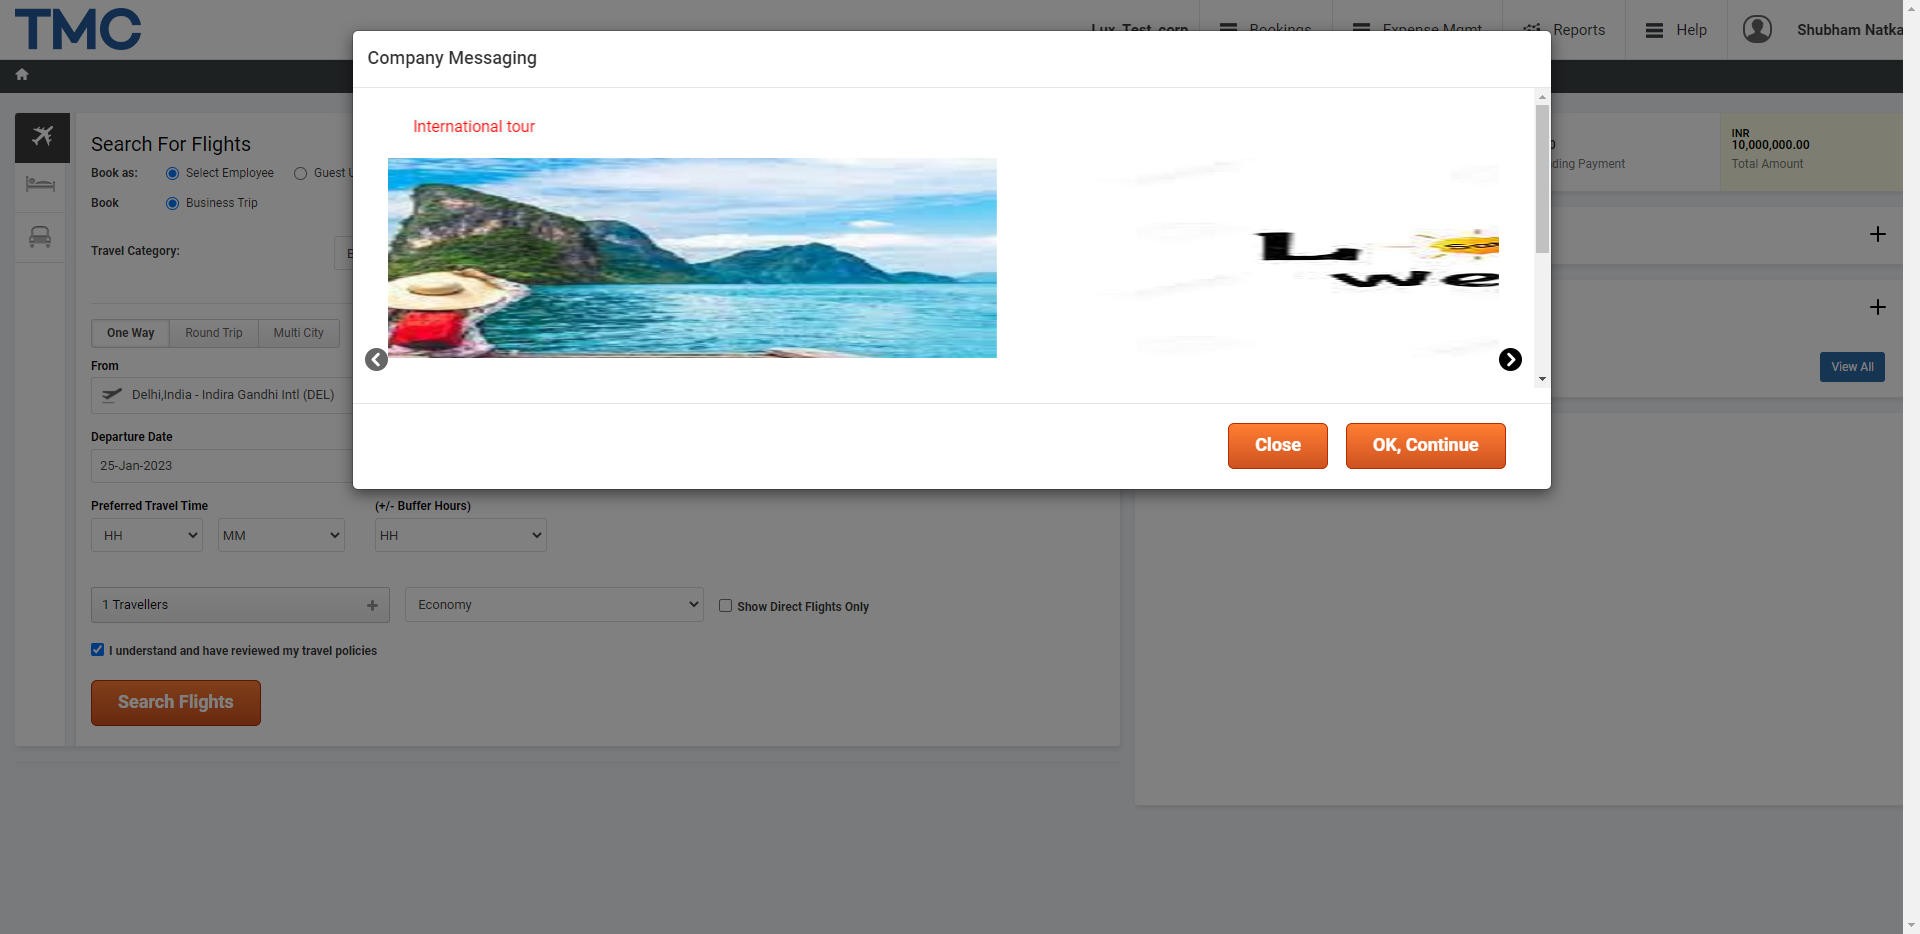 TMC
Lux_Test_corp
Bookings
Expense Mgmt
Reports
Help
Shubham Natka
Company Messaging
International tour
we
Close
OK, Continue
Search For Flights
Book as:
Select Employee
Guest U
Book
Business Trip
Travel Category:
One Way
Round Trip
Multi City
From
Delhi,India - Indira Gandhi Intl (DEL)
Departure Date
25-Jan-2023
Preferred Travel Time
(+/- Buffer Hours)
HH
MM
HH
1 Travellers
Economy
Show Direct Flights Only
I understand and have reviewed my travel policies
Search Flights
ding Payment
INR
10,000,000.00
Total Amount
View All